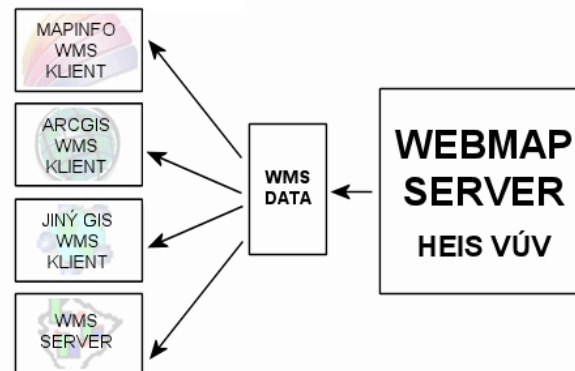 MAPINFO
WMS
KLIENT
ARCGIS
WMS
KLIENT
JINÝ GIS
WMS
KLIENT
WMS
SERVER
WMS
DATA
WEBMAP
SERVER
HEIS VÚV